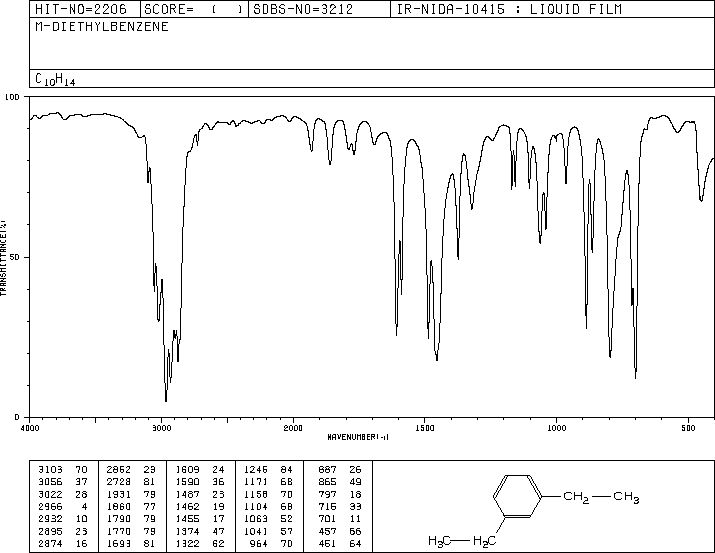 HIT-NO=2206 SCORE= ( ) SDBS-NO=3212 IR-NIDA-10415 : LIQUID FILM
M-DIETHYLBENZENE
C10H14
100
50
0
TRANSMITTANCE(%)
4000 3000 2000 1500 1000 500
WAVENUMBER(-1)
3103 70 2862 29 1609 24 1246 84 887 26
3056 37 2728 81 1590 36 1171 68 865 49
3022 28 1931 79 1487 23 1158 70 797 18
2966 4 1860 77 1462 19 1104 68 715 33
2932 10 1790 79 1455 17 1063 52 701 11
2895 23 1770 79 1374 47 1041 57 457 66
2874 16 1693 81 1322 62 964 70 451 64
CH2 CH3
H3C H2C